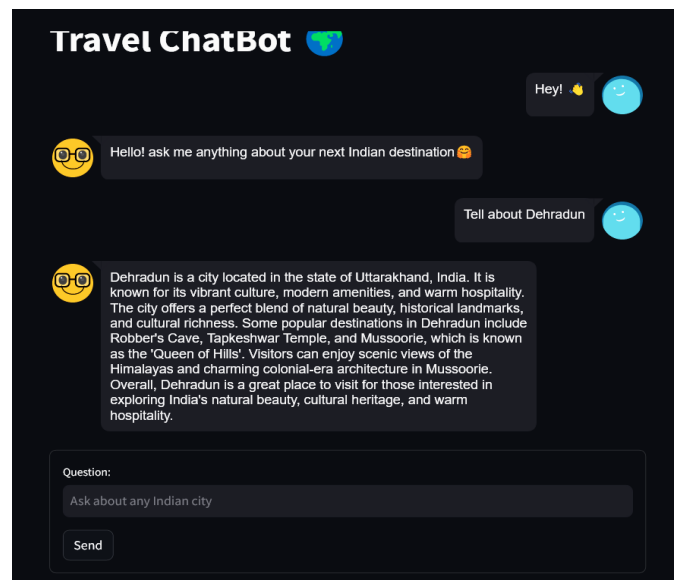 Travel ChatBot 🌍
Hey! 👋
Hello! ask me anything about your next Indian destination🤗
Tell about Dehradun
Dehradun is a city located in the state of Uttarakhand, India. It is
known for its vibrant culture, modern amenities, and warm hospitality.
The city offers a perfect blend of natural beauty, historical landmarks,
and cultural richness. Some popular destinations in Dehradun include
Robber's Cave, Tapkeshwar Temple, and Mussoorie, which is known
as the 'Queen of Hills'. Visitors can enjoy scenic views of the
Himalayas and charming colonial-era architecture in Mussoorie.
Overall, Dehradun is a great place to visit for those interested in
exploring India's natural beauty, cultural heritage, and warm
hospitality.
Question:
Ask about any Indian city
Send